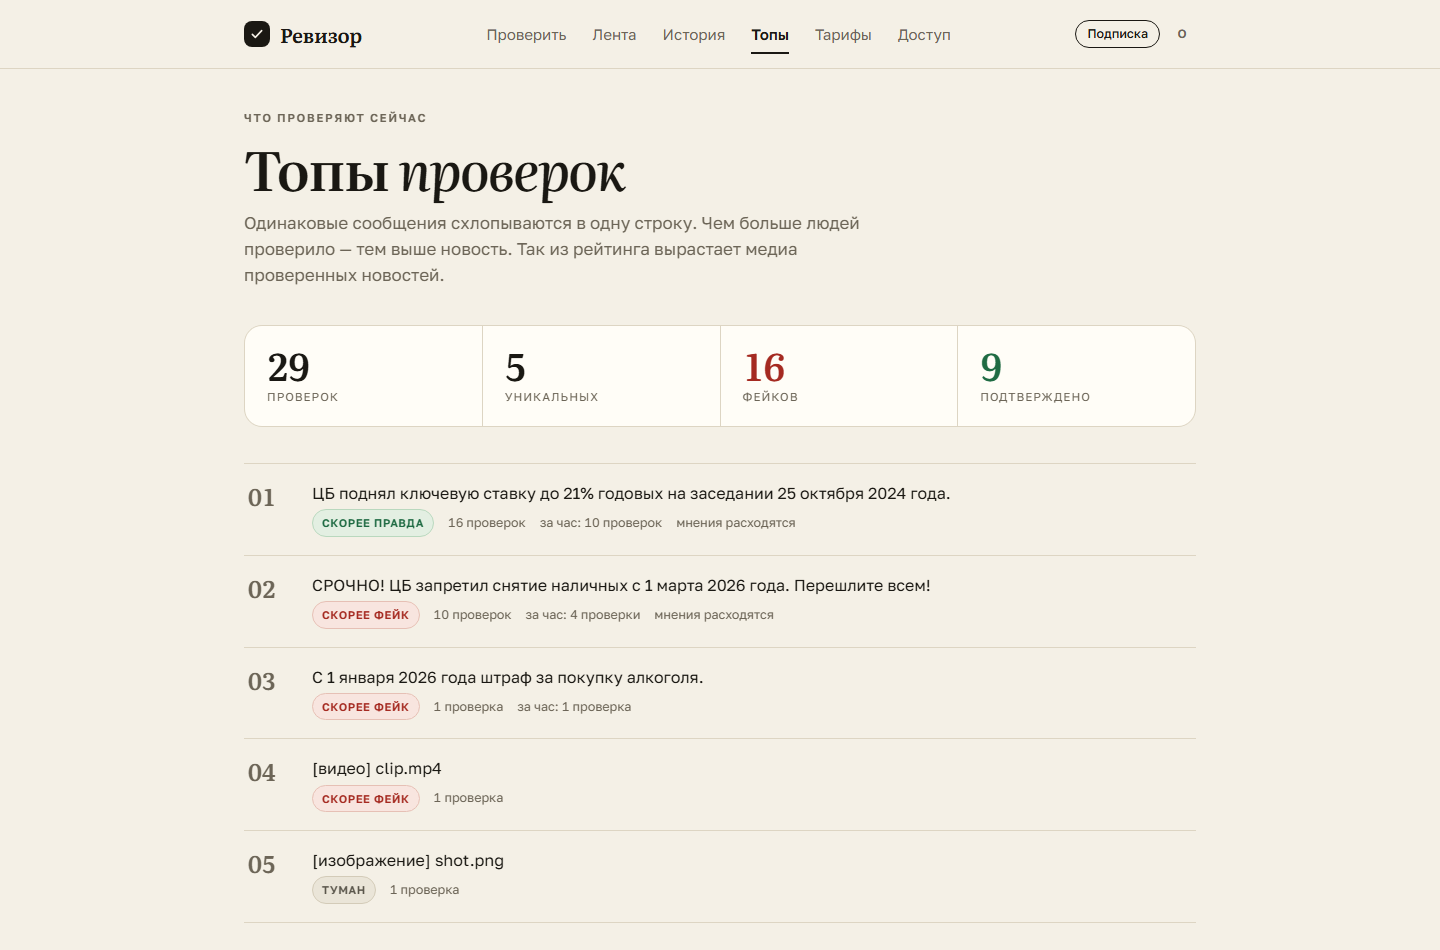 Ревизор
Проверить Лента История Топы Тарифы Доступ
Подписка О
ЧТО ПРОВЕРЯЮТ СЕЙЧАС
Топы проверок
Одинаковые сообщения схлопываются в одну строку. Чем больше людей
проверило — тем выше новость. Так из рейтинга вырастает медиа
проверенных новостей.
29
ПРОВЕРОК
5
УНИКАЛЬНЫХ
16
ФЕЙКОВ
9
ПОДТВЕРЖДЕНО
01
ЦБ поднял ключевую ставку до 21% годовых на заседании 25 октября 2024 года.
СКОРЕЕ ПРАВДА 16 проверок за час: 10 проверок мнения расходятся
02
СРОЧНО! ЦБ запретил снятие наличных с 1 марта 2026 года. Перешлите всем!
СКОРЕЕ ФЕЙК 10 проверок за час: 4 проверки мнения расходятся
03
С 1 января 2026 года штраф за покупку алкоголя.
СКОРЕЕ ФЕЙК 1 проверка за час: 1 проверка
04
[видео] clip.mp4
СКОРЕЕ ФЕЙК 1 проверка
05
[изображение] shot.png
ТУМАН 1 проверка